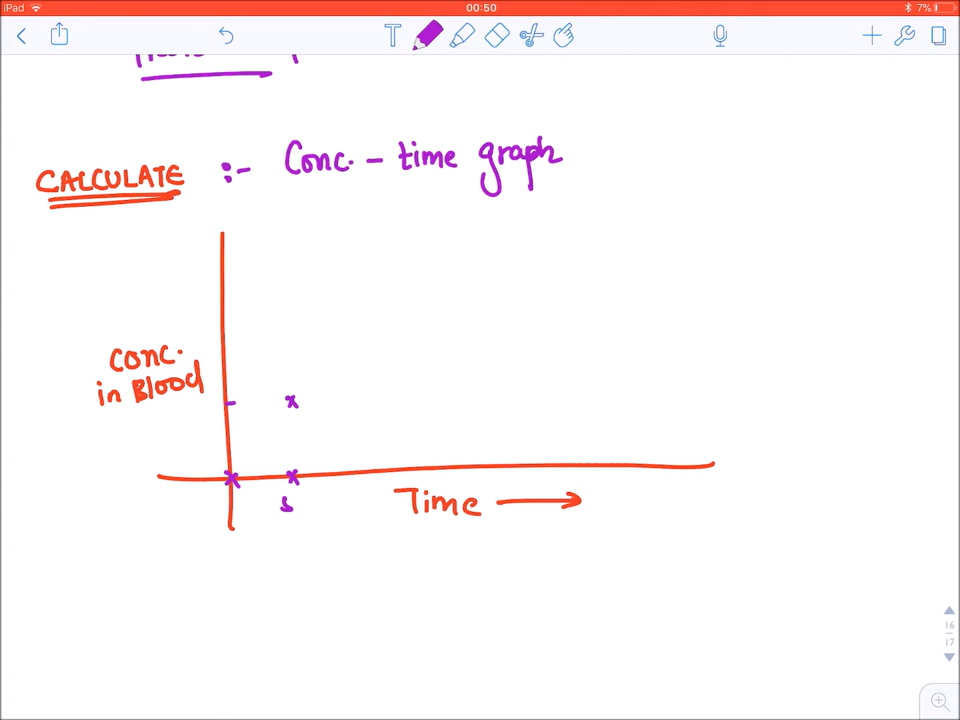 iPad 00:50 7%
T
CALCULATE :- Conc. - time graph
Conc.
in Blood
Time
16
17